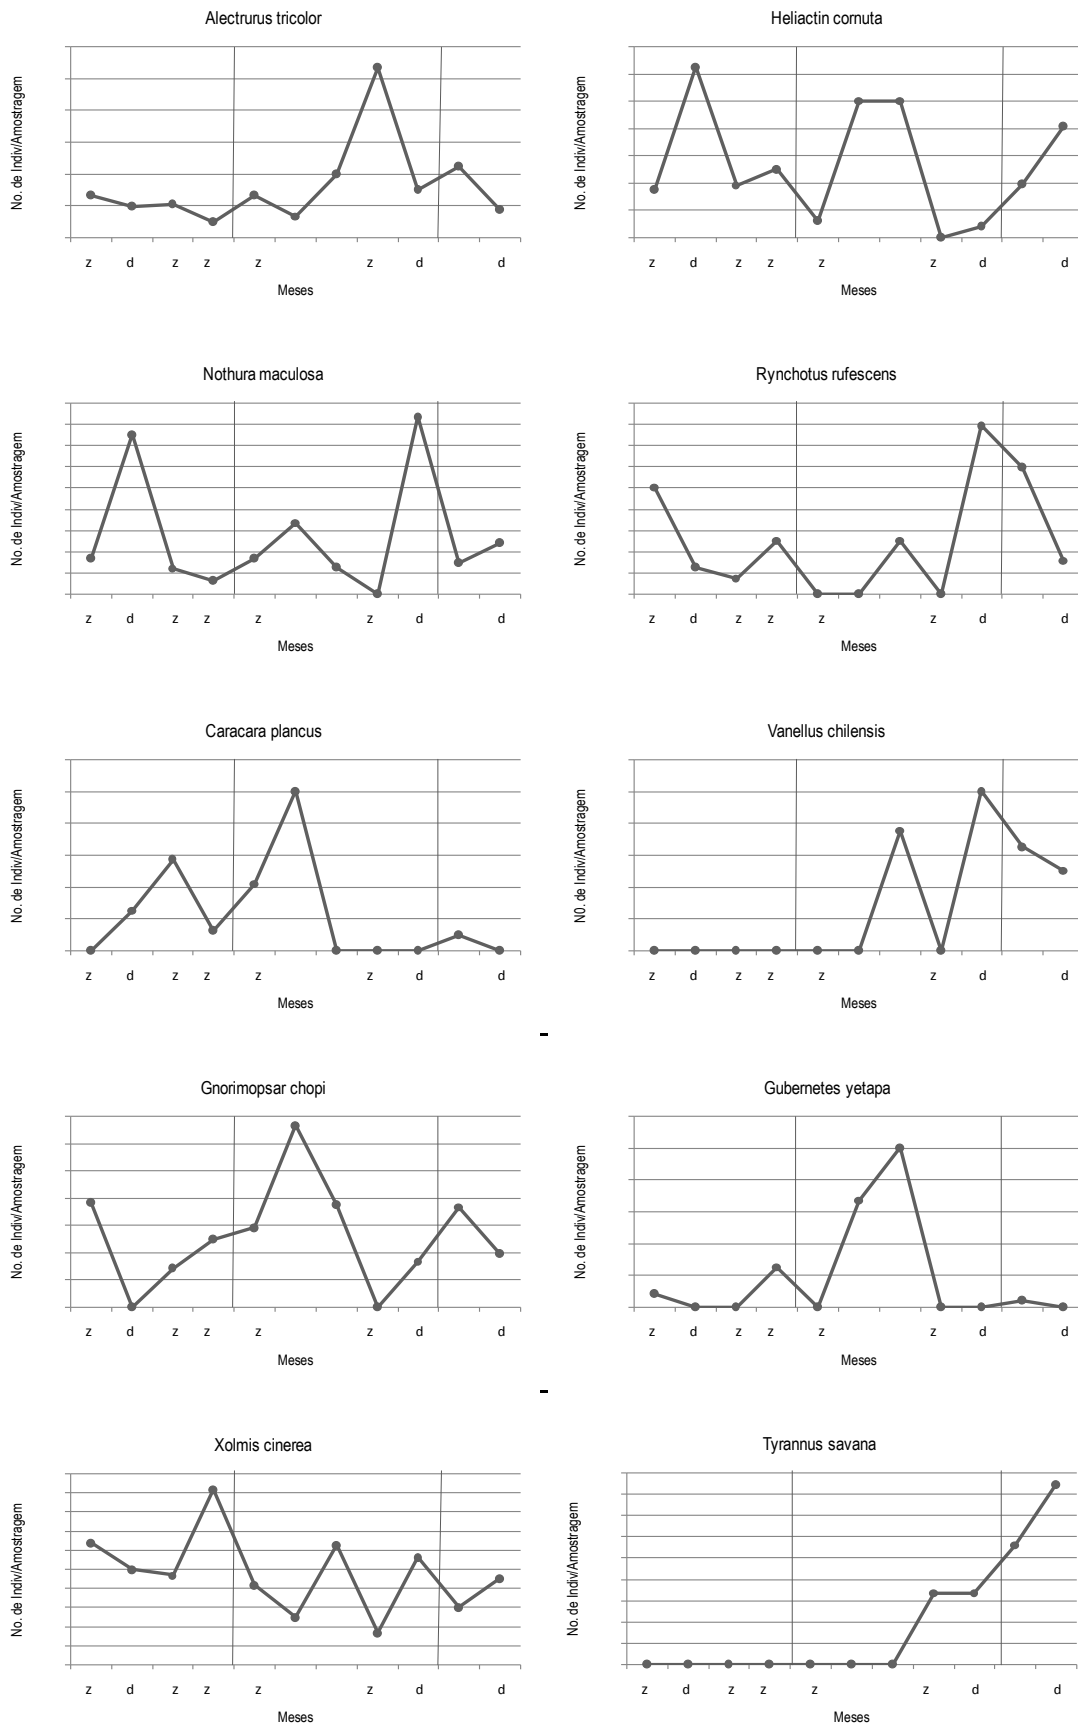 Alectrurus tricolor
No. de Indiv/Amostragem
z d z z z z d d
Meses
Heliactin cornuta
No. de Indiv/Amostragem
z d z z z z d d
Meses
Nothura maculosa
No. de Indiv/Amostragem
z d z z z z d d
Meses
Rynchotus rufescens
No. de Indiv/Amostragem
z d z z z z d d
Meses
Caracara plancus
No. de Indiv/Amostragem
z d z z z z d d
Meses
Vanellus chilensis
N0. de Indiv/Amostragem
z d z z z z d d
Meses
-
Gnorimopsar chopi
No. de Indiv/Amostragem
z d z z z z d d
Meses
Gubernetes yetapa
No. de Indiv/Amostragem
z d z z z z d d
Meses
-
Xolmis cinerea
No. de Indiv/Amostragem
z d z z z z d d
Meses
Tyrannus savana
No. de Indiv/Amostragem
z d z z z z d d
Meses